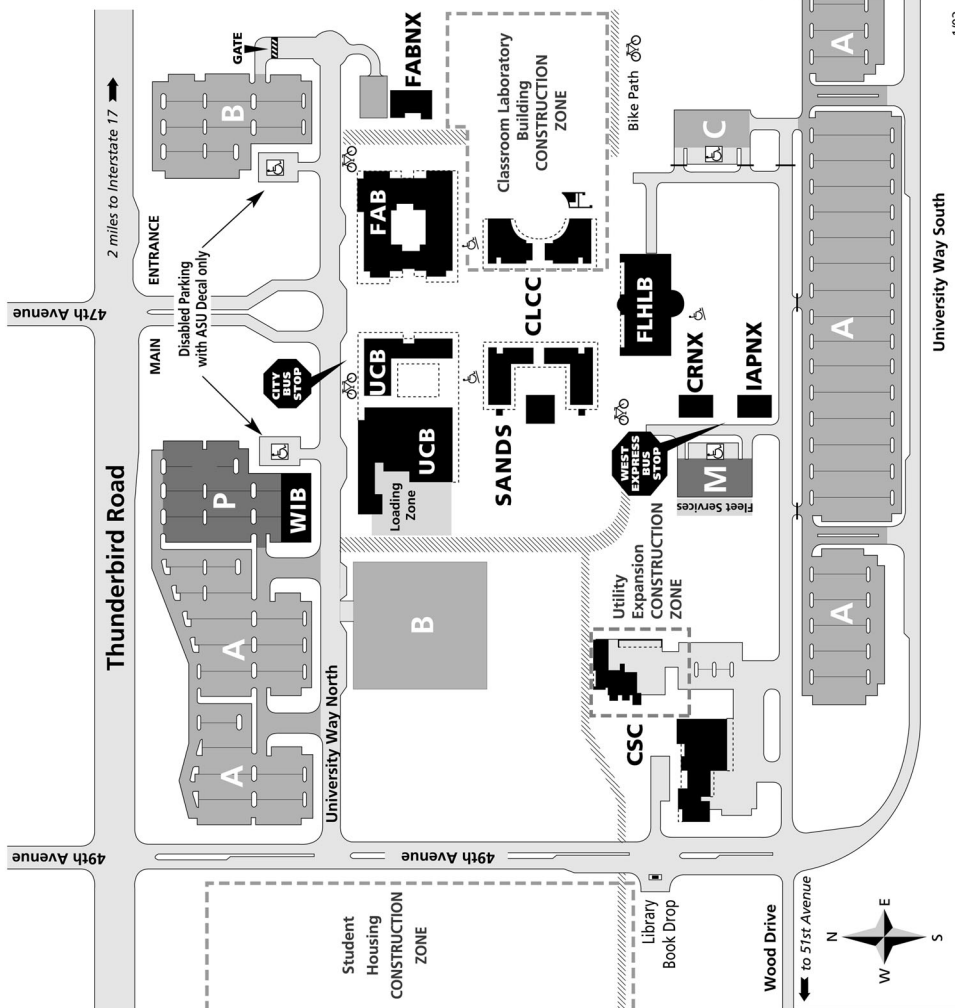 47th Avenue
49th Avenue
2 miles to Interstate 17
Thunderbird Road
MAIN
ENTRANCE
Disabled Parking
with ASU Decal only
GATE
B
P
A
A
WIB
CITY
BUS
STOP
University Way North
49th Avenue
FAB
FABNX
UCB
UCB
Loading
Zone
B
Student
Housing
CONSTRUCTION
ZONE
Classroom Laboratory
Building
CONSTRUCTION
ZONE
SANDS
CLCC
Bike Path
FLHLB
WEST
EXPRESS
BUS
STOP
Utility
Expansion
CONSTRUCTION
ZONE
CSC
Library
Book Drop
CRNX
IAPNX
C
M
Fleet Services
Wood Drive
to 51st Avenue
A
A
A
University Way South
N
W
E
S